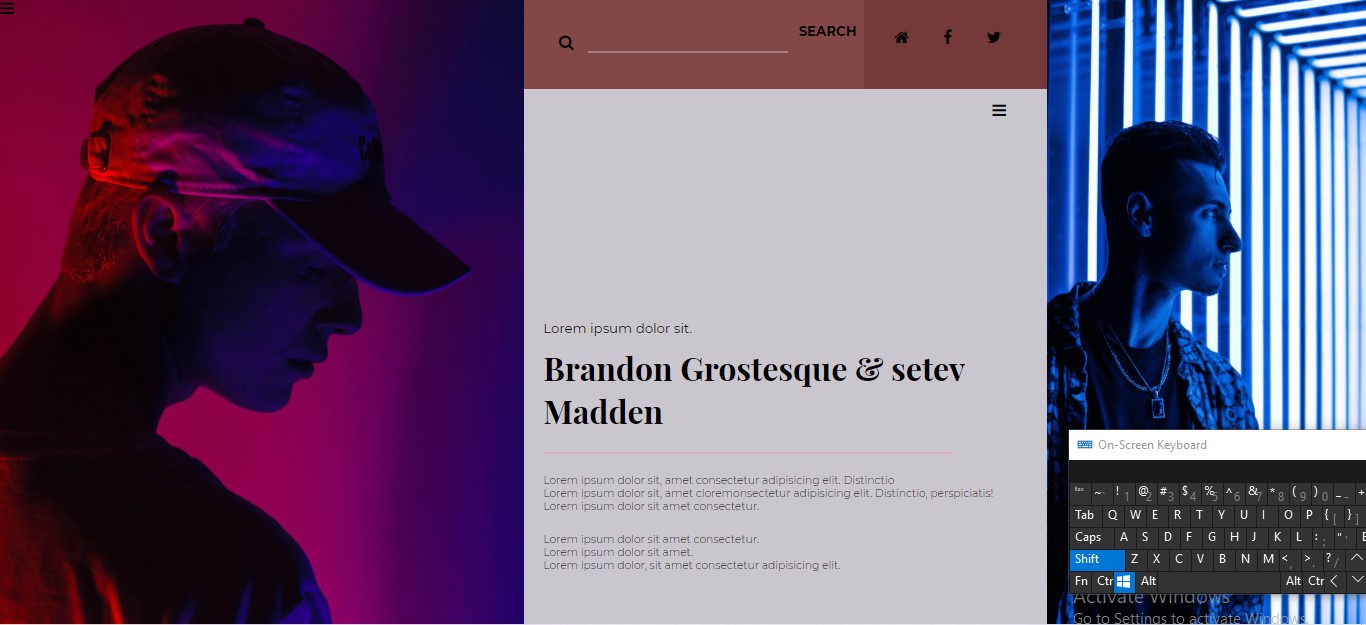 SEARCH
Lorem ipsum dolor sit.
Brandon Grostesque & setev
Madden
Lorem ipsum dolor sit, amet consectetur adipisicing elit. Distinctio
Lorem ipsum dolor sit, amet cloremonsectetur adipisicing elit. Distinctio, perspiciatis!
Lorem ipsum dolor sit amet consectetur.
Lorem ipsum dolor sit amet consectetur.
Lorem ipsum dolor sit amet.
Lorem ipsum dolor, sit amet consectetur adipisicing elit.
On-Screen Keyboard
Esc ~` ! 1 @ 2 # 3 $ 4 % 5 ^ 6 & 7 * 8 ( 9 ) 0 _ - +
Tab Q W E R T Y U I O P { [ } ]
Caps A S D F G H J K L : ; " '
Shift Z X C V B N M < , > . ? /
Fn Ctr Alt Alt Ctr
Activate Windows
Go to Settings to activate Windows.